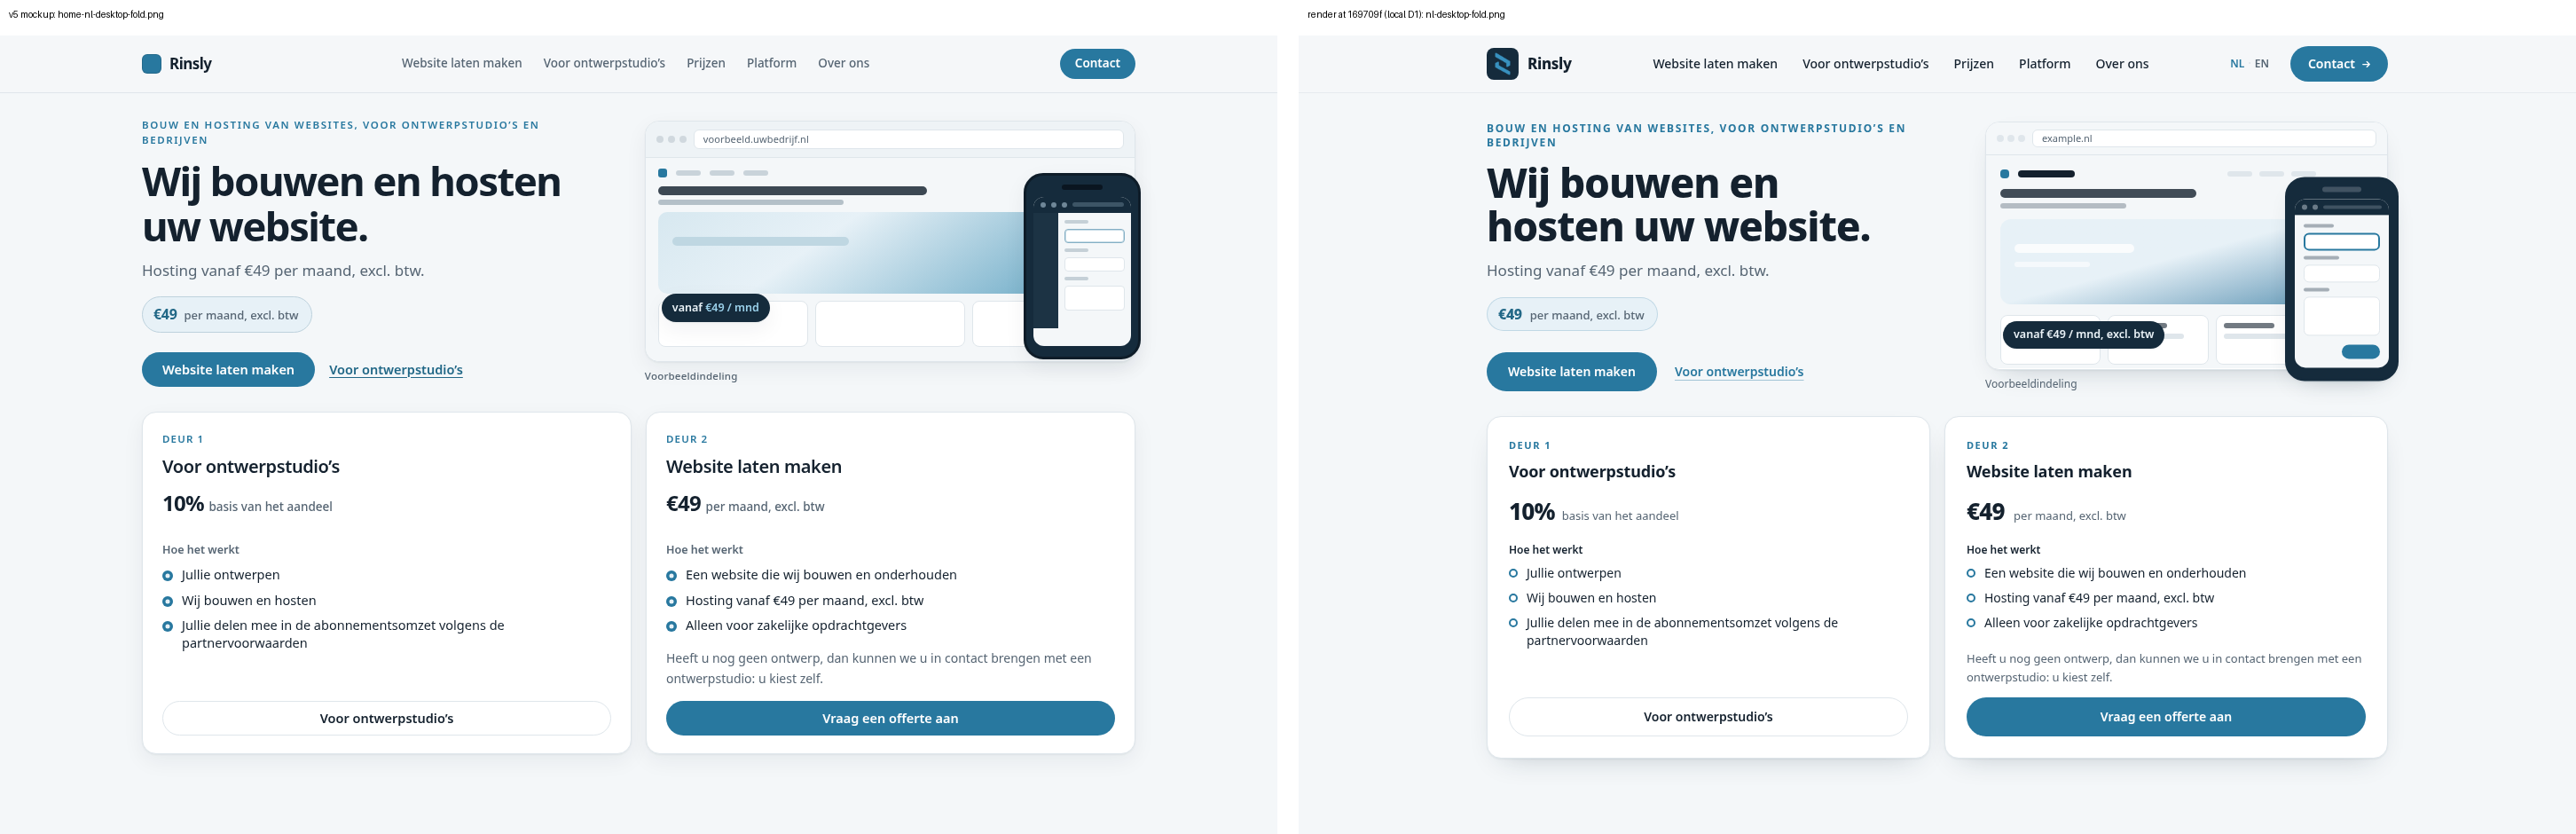 v5 mockup: home-nl-desktop-fold.png
Rinsly
Website laten maken
Voor ontwerpstudio's
Prijzen
Platform
Over ons
Contact
BOUW EN HOSTING VAN WEBSITES, VOOR ONTWERPSTUDIO'S EN
BEDRIJVEN
Wij bouwen en hosten
uw website.
Hosting vanaf €49 per maand, excl. btw.
€49 per maand, excl. btw
Website laten maken
Voor ontwerpstudio's
voorbeeld.uwbedrijf.nl
vanaf €49 / mnd
Voorbeeldindeling
DEUR 1
Voor ontwerpstudio's
10% basis van het aandeel
Hoe het werkt
Jullie ontwerpen
Wij bouwen en hosten
Jullie delen mee in de abonnementsomzet volgens de
partnervoorwaarden
Voor ontwerpstudio's
DEUR 2
Website laten maken
€49 per maand, excl. btw
Hoe het werkt
Een website die wij bouwen en onderhouden
Hosting vanaf €49 per maand, excl. btw
Alleen voor zakelijke opdrachtgevers
Heeft u nog geen ontwerp, dan kunnen we u in contact brengen met een
ontwerpstudio: u kiest zelf.
Vraag een offerte aan
render at 169709f (local D1): nl-desktop-fold.png
Rinsly
Website laten maken
Voor ontwerpstudio's
Prijzen
Platform
Over ons
NL · EN
Contact →
BOUW EN HOSTING VAN WEBSITES, VOOR ONTWERPSTUDIO'S EN
BEDRIJVEN
Wij bouwen en
hosten uw website.
Hosting vanaf €49 per maand, excl. btw.
€49 per maand, excl. btw
Website laten maken
Voor ontwerpstudio's
example.nl
vanaf €49 / mnd, excl. btw
Voorbeeldindeling
DEUR 1
Voor ontwerpstudio's
10% basis van het aandeel
Hoe het werkt
Jullie ontwerpen
Wij bouwen en hosten
Jullie delen mee in de abonnementsomzet volgens de
partnervoorwaarden
Voor ontwerpstudio's
DEUR 2
Website laten maken
€49 per maand, excl. btw
Hoe het werkt
Een website die wij bouwen en onderhouden
Hosting vanaf €49 per maand, excl. btw
Alleen voor zakelijke opdrachtgevers
Heeft u nog geen ontwerp, dan kunnen we u in contact brengen met een
ontwerpstudio: u kiest zelf.
Vraag een offerte aan